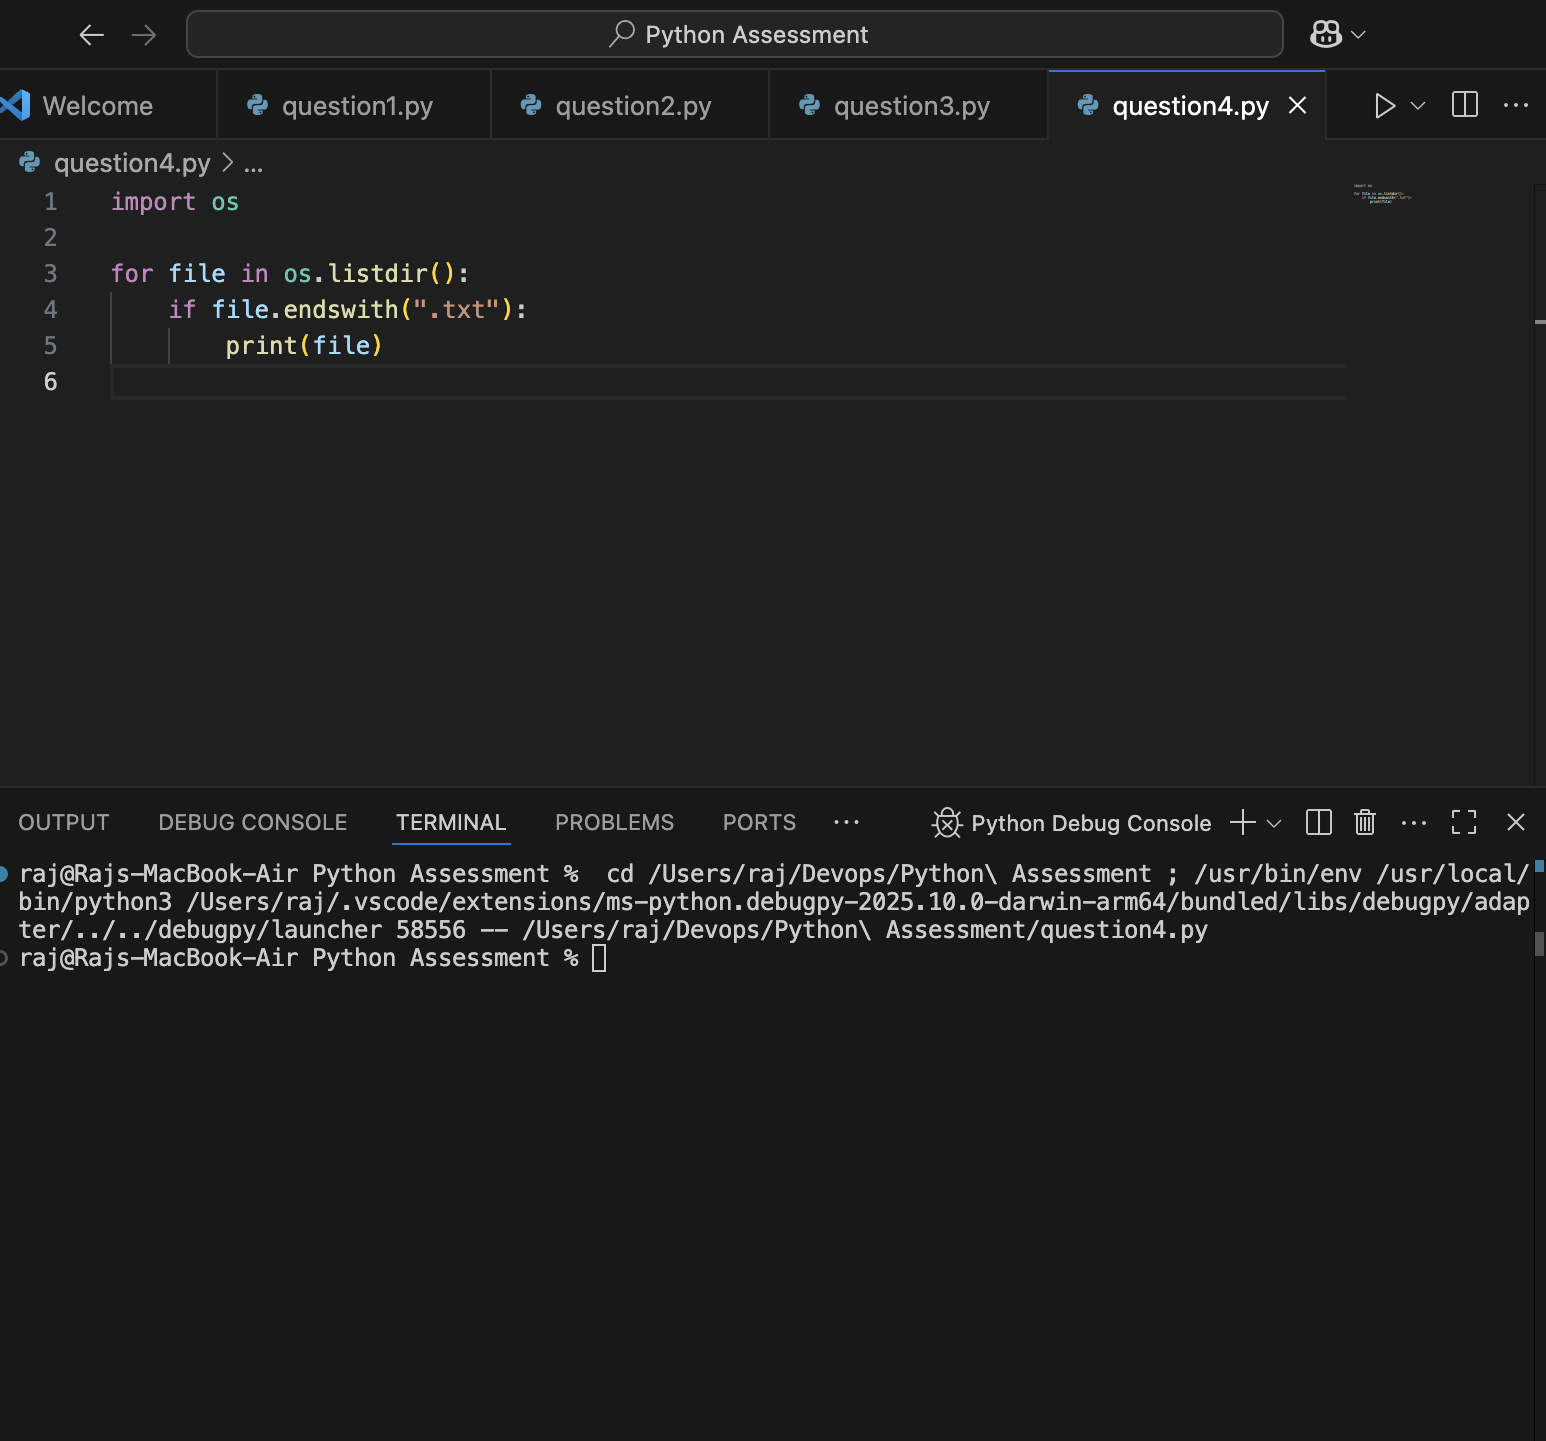 Python Assessment
Welcome
question1.py
question2.py
question3.py
question4.py
question4.py > ...
1 import os
2
3 for file in os.listdir():
4     if file.endswith(".txt"):
5         print(file)
6
OUTPUT DEBUG CONSOLE TERMINAL PROBLEMS PORTS ... Python Debug Console
raj@Rajs-MacBook-Air Python Assessment %  cd /Users/raj/Devops/Python\ Assessment ; /usr/bin/env /usr/local/
bin/python3 /Users/raj/.vscode/extensions/ms-python.debugpy-2025.10.0-darwin-arm64/bundled/libs/debugpy/adap
ter/../../debugpy/launcher 58556 -- /Users/raj/Devops/Python\ Assessment/question4.py
raj@Rajs-MacBook-Air Python Assessment %